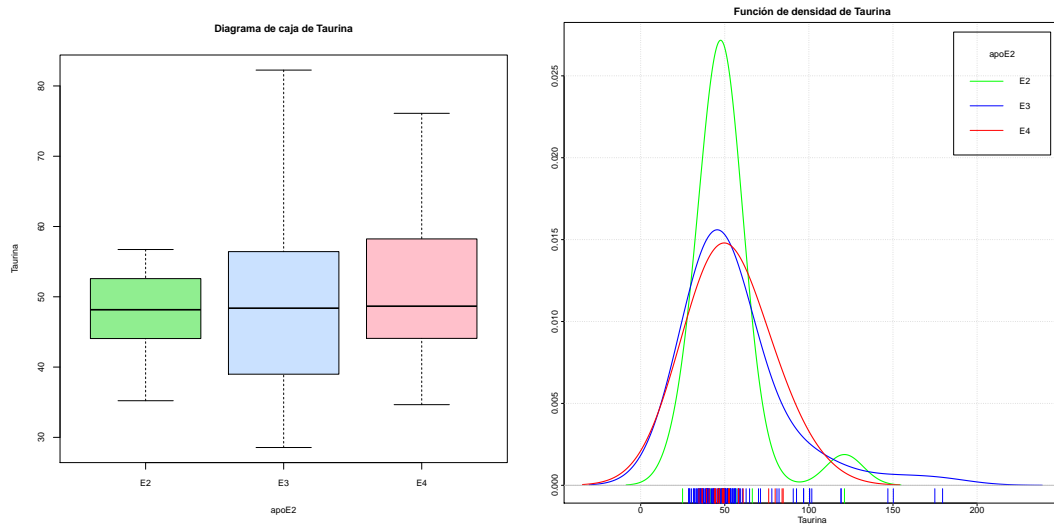 Diagrama de caja de Taurina
Taurina
80
70
60
50
40
30
E2
E3
E4
apoE2
Función de densidad de Taurina
0.025
0.020
0.015
0.010
0.005
0.000
0
50
100
150
200
Taurina
apoE2
E2
E3
E4